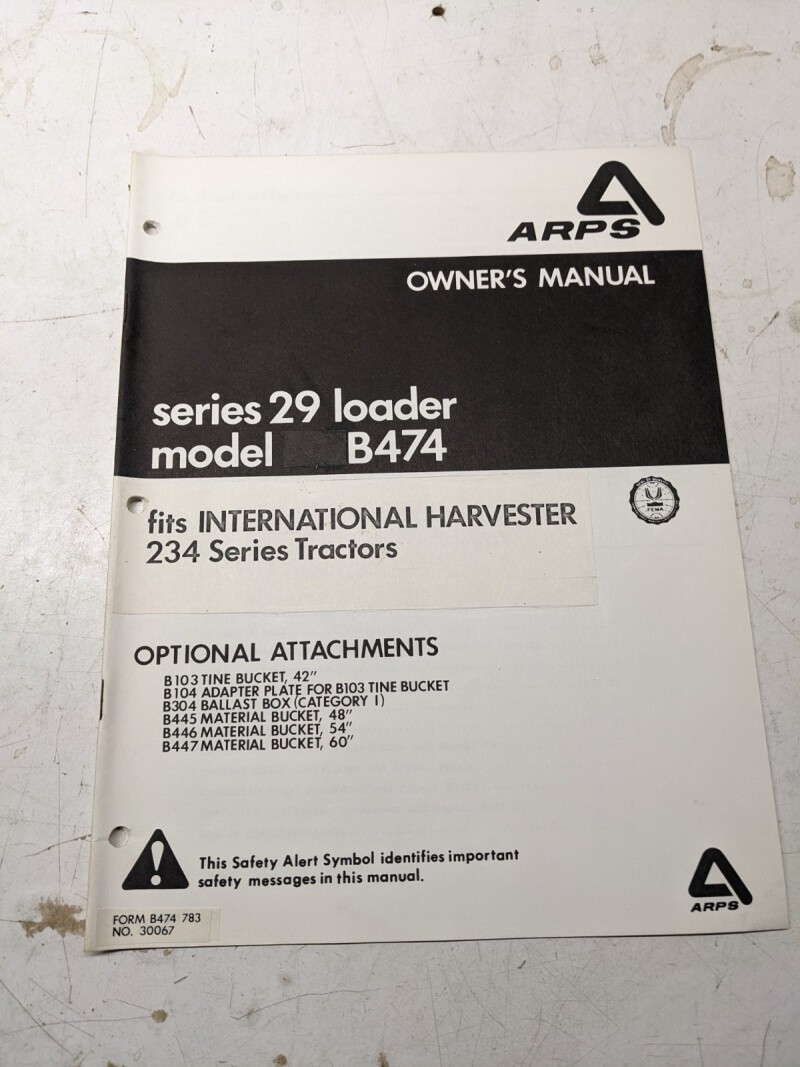 ARPS
OWNER'S MANUAL
series 29 loader
model B474
fits INTERNATIONAL HARVESTER
234 Series Tractors
FEMA
OPTIONAL ATTACHMENTS
B103 TINE BUCKET, 42"
B104 ADAPTER PLATE FOR B103 TINE BUCKET
B304 BALLAST BOX (CATEGORY I)
B445 MATERIAL BUCKET, 48"
B446 MATERIAL BUCKET, 54"
B447 MATERIAL BUCKET, 60"
This Safety Alert Symbol identifies important
safety messages in this manual.
ARPS
FORM B474 783
NO. 30067